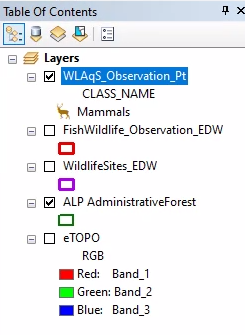 Table Of Contents
Layers
WLAqS_Observation_Pt
CLASS_NAME
Mammals
FishWildlife_Observation_EDW
WildlifeSites_EDW
ALP AdministrativeForest
eTOPO
RGB
Red: Band_1
Green: Band_2
Blue: Band_3